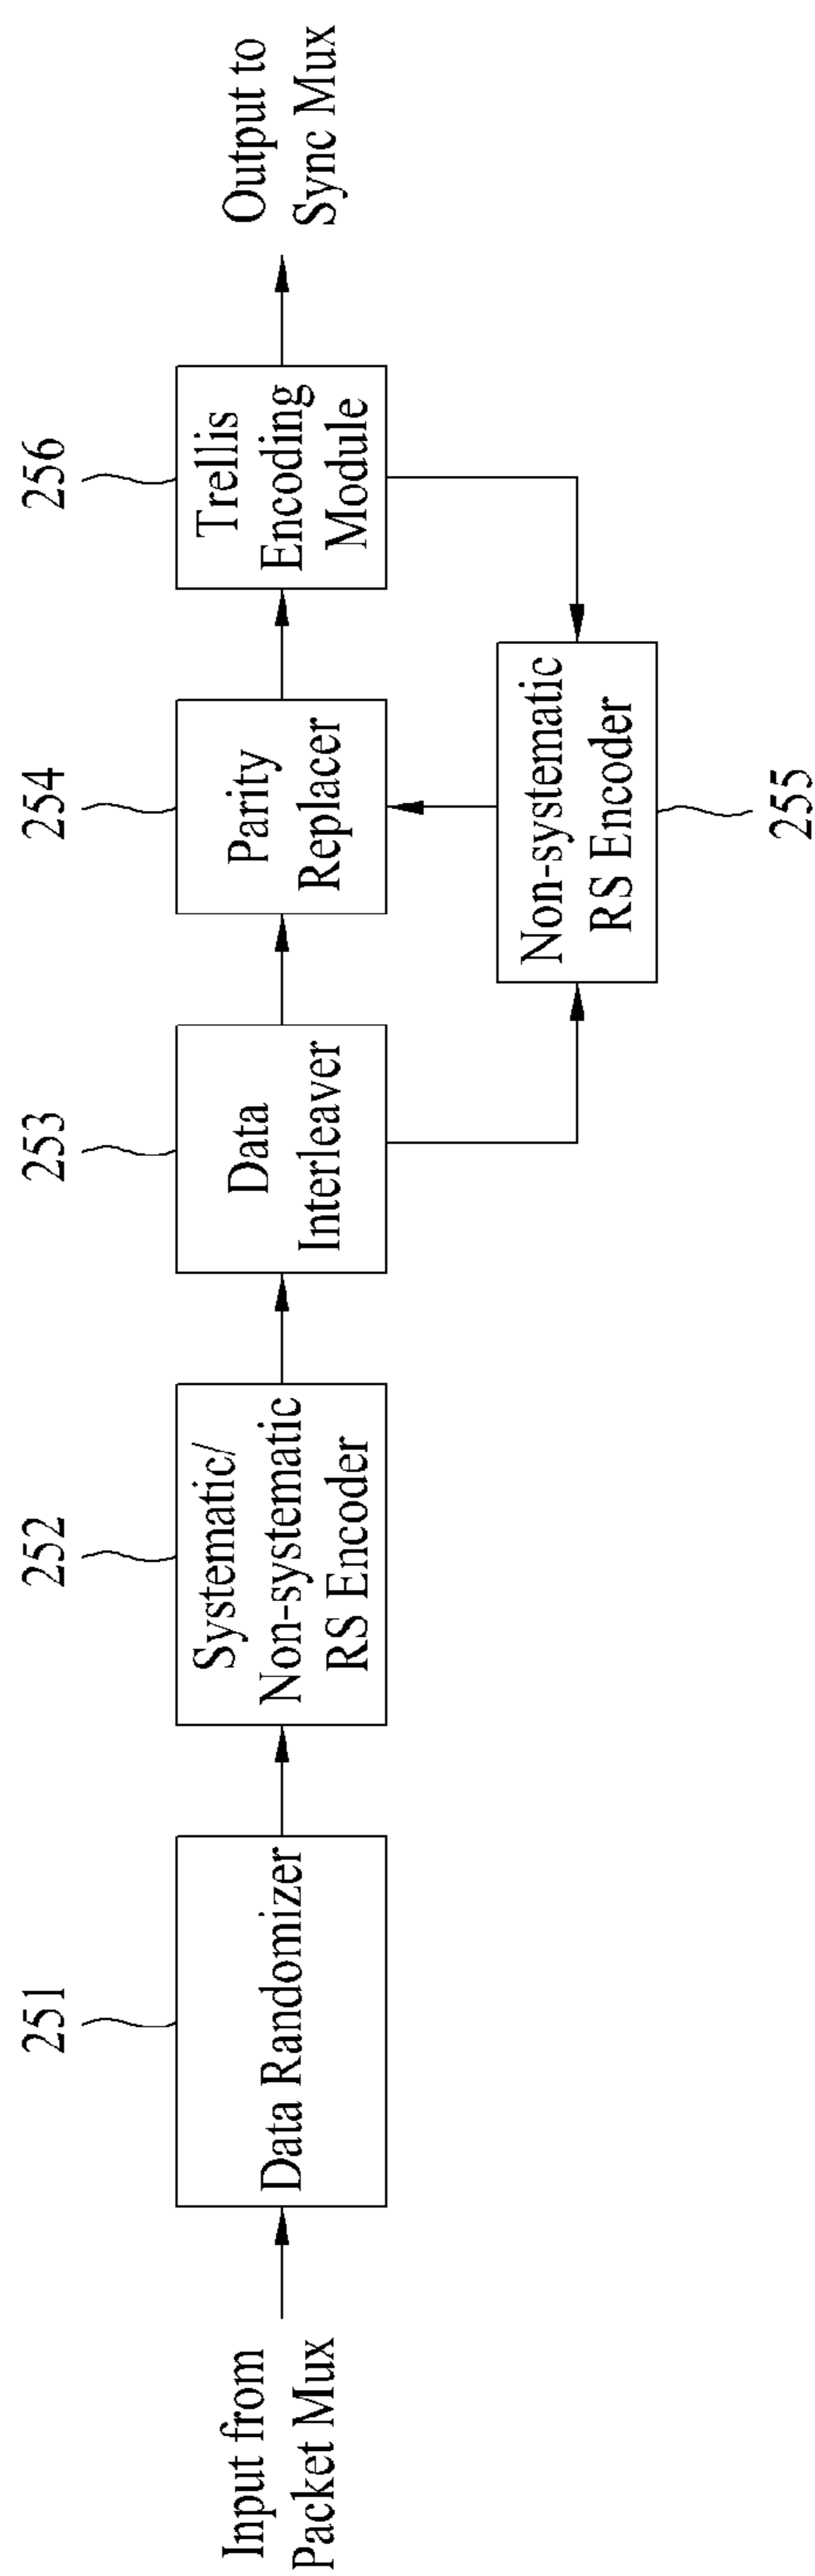 251
252
253
254
256
Input from
Packet Mux
Data Randomizer
Systematic/
Non-systematic
RS Encoder
Data
Interleaver
Parity
Replacer
Trellis
Encoding
Module
Output to
Sync Mux
Non-systematic
RS Encoder
255